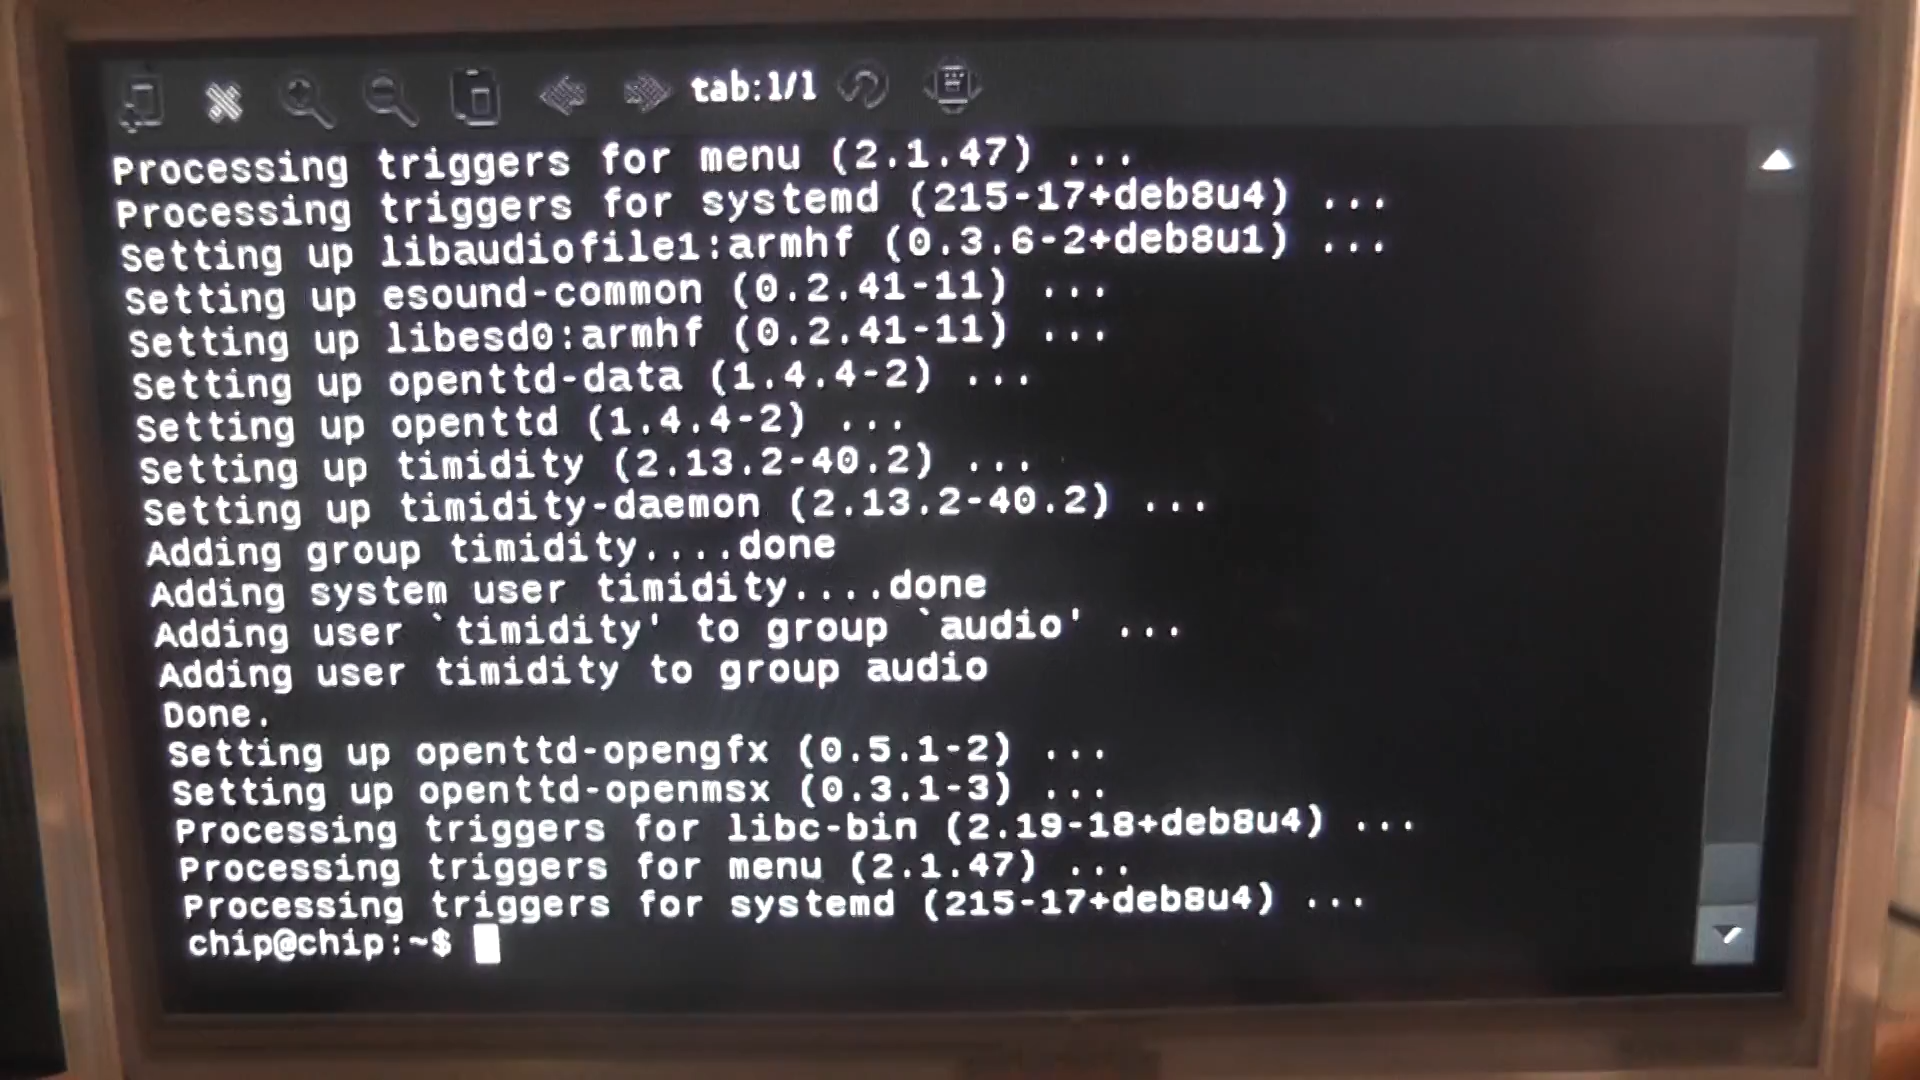 tab:1/1
Processing triggers for menu (2.1.47) ...
Processing triggers for systemd (215-17+deb8u4) ...
Setting up libaudiofile1:armhf (0.3.6-2+deb8u1) ...
Setting up esound-common (0.2.41-11) ...
Setting up libesd0:armhf (0.2.41-11) ...
Setting up openttd-data (1.4.4-2) ...
Setting up openttd (1.4.4-2) ...
Setting up timidity (2.13.2-40.2) ...
Setting up timidity-daemon (2.13.2-40.2) ...
Adding group timidity....done
Adding system user timidity....done
Adding user `timidity' to group `audio' ...
Adding user timidity to group audio
Done.
Setting up openttd-opengfx (0.5.1-2) ...
Setting up openttd-openmsx (0.3.1-3) ...
Processing triggers for libc-bin (2.19-18+deb8u4) ...
Processing triggers for menu (2.1.47) ...
Processing triggers for systemd (215-17+deb8u4) ...
chip@chip:~$